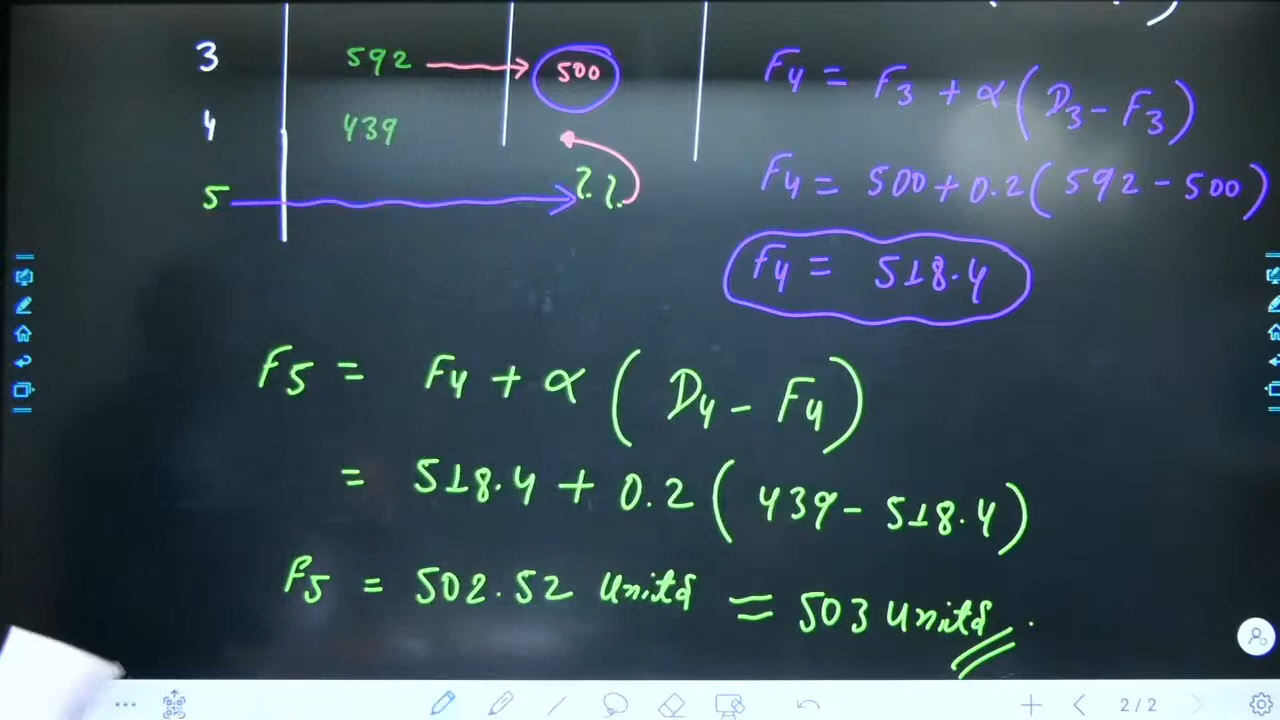 3 592 500
4 439
5 ? ?
F4 = F3 + α (D3 - F3)
F4 = 500 + 0.2 (592 - 500)
F4 = 518.4
F5 = F4 + α (D4 - F4)
= 518.4 + 0.2 (439 - 518.4)
F5 = 502.52 units = 503 units
2/2